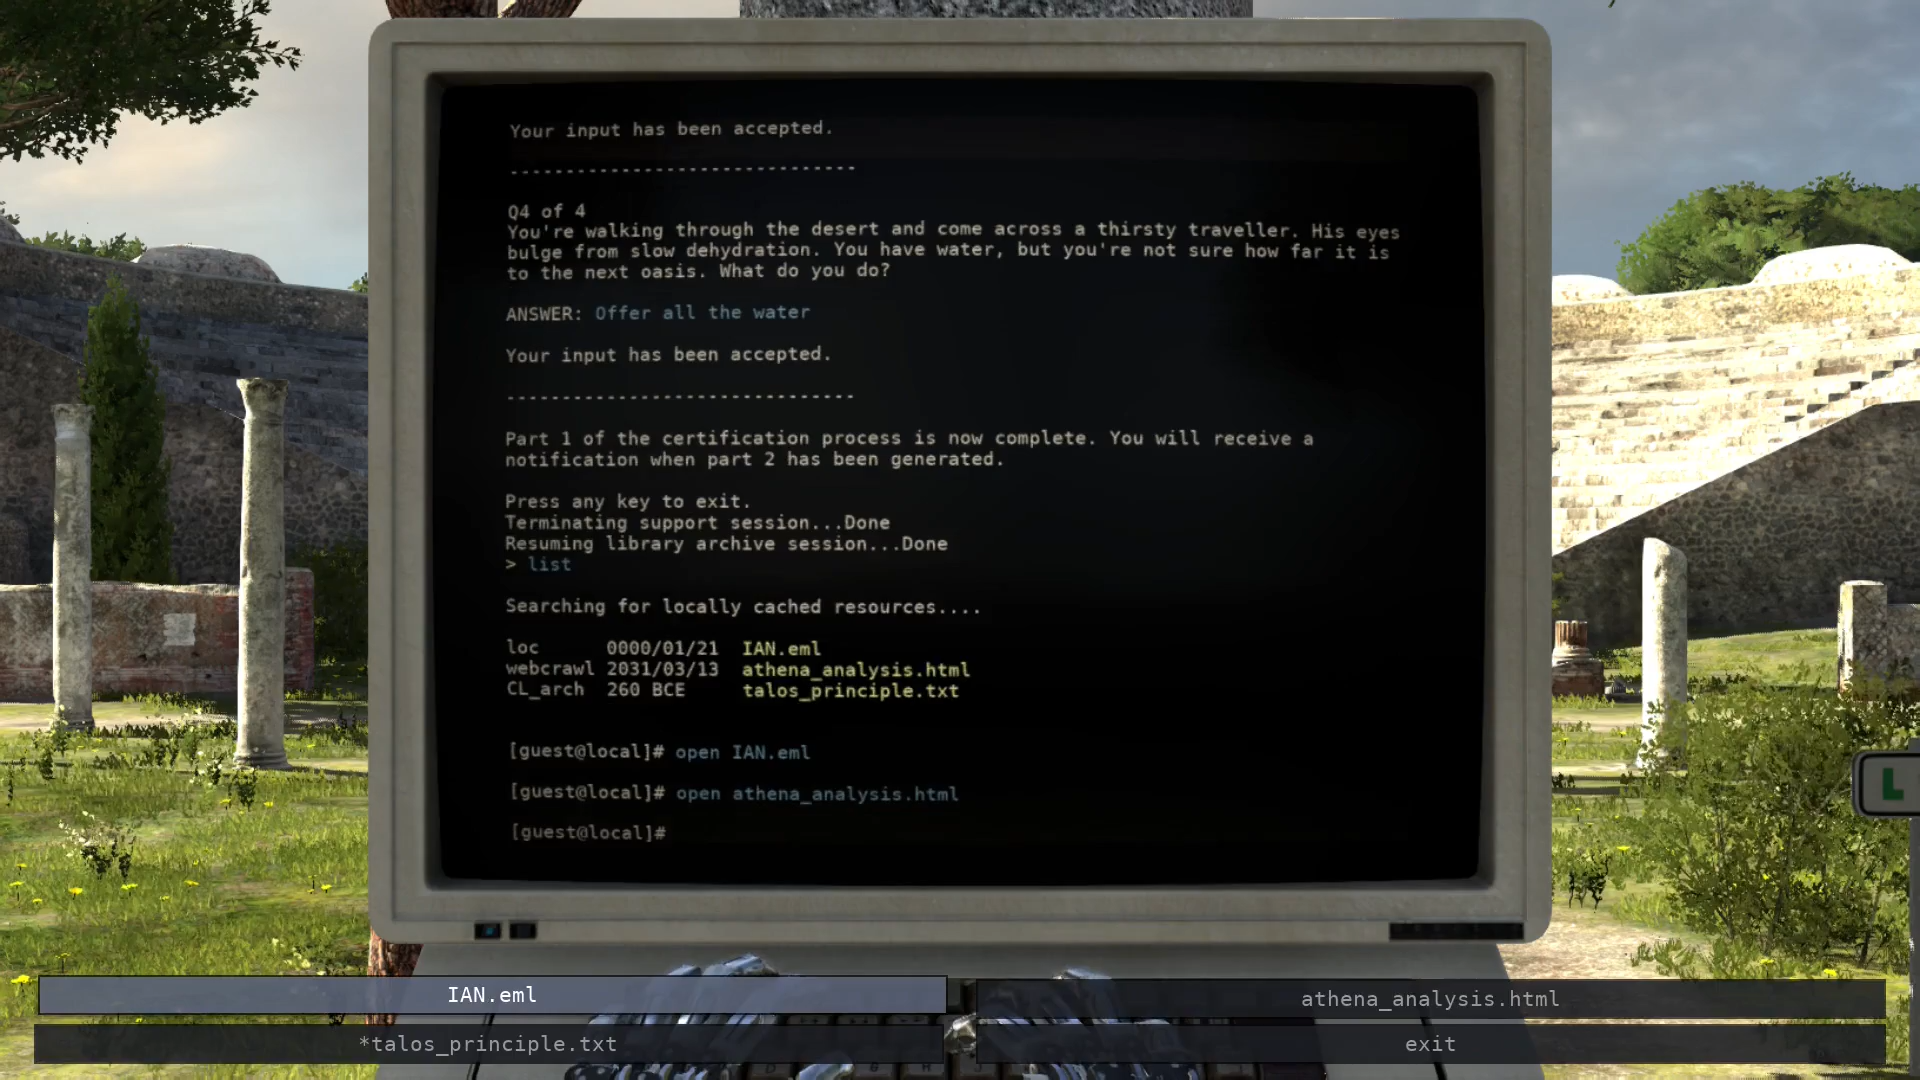 Your input has been accepted.
-------------------------------
Q4 of 4
You're walking through the desert and come across a thirsty traveller. His eyes
bulge from slow dehydration. You have water, but you're not sure how far it is
to the next oasis. What do you do?
ANSWER: Offer all the water
Your input has been accepted.
-------------------------------
Part 1 of the certification process is now complete. You will receive a
notification when part 2 has been generated.
Press any key to exit.
Terminating support session...Done
Resuming library archive session...Done
> list
Searching for locally cached resources....
loc 0000/01/21 IAN.eml
webcrawl 2031/03/13 athena_analysis.html
CL_arch 260 BCE talos_principle.txt
[guest@local]# open IAN.eml
[guest@local]# open athena_analysis.html
[guest@local]#
L
IAN.eml
athena_analysis.html
*talos_principle.txt
exit